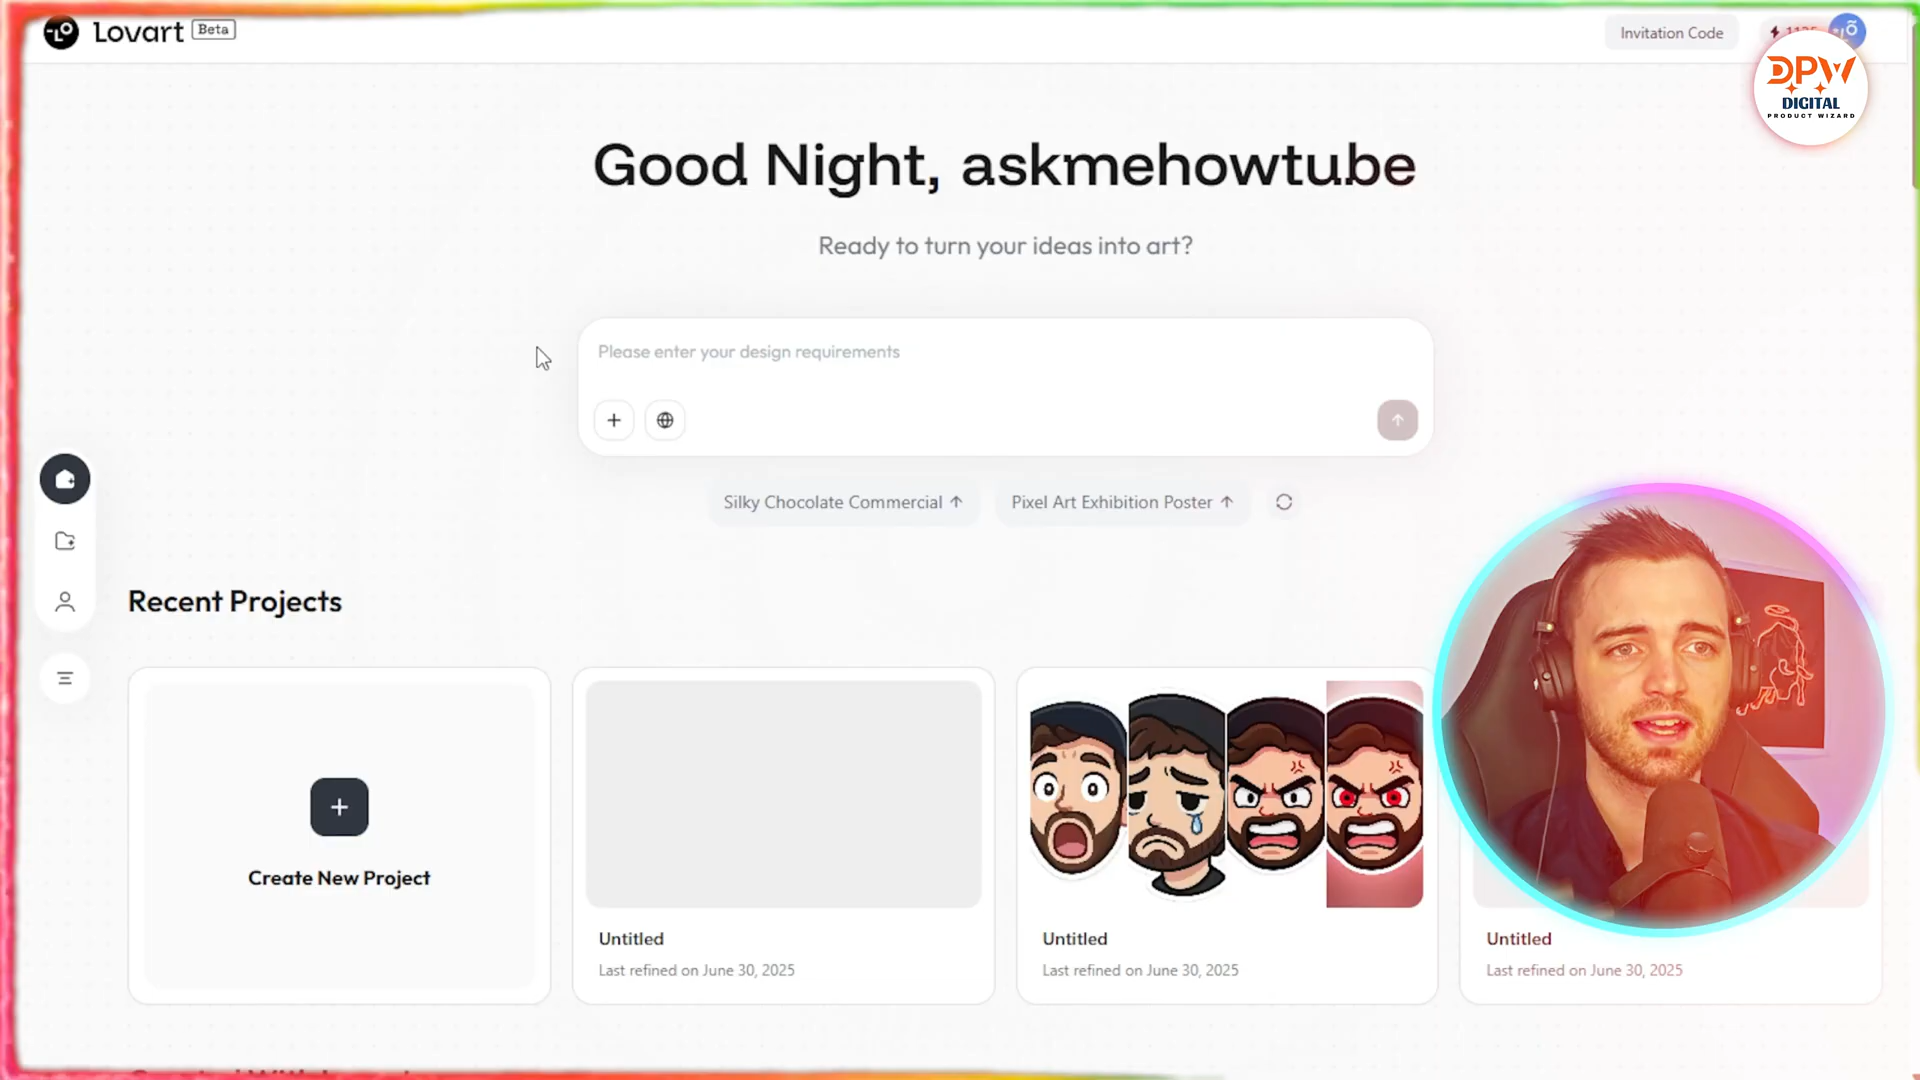 Lovart Beta
Invitation Code
DPW
DIGITAL
PRODUCT WIZARD
Good Night, askmehowtube
Ready to turn your ideas into art?
Please enter your design requirements
Silky Chocolate Commercial
Pixel Art Exhibition Poster
Recent Projects
Create New Project
Untitled
Last refined on June 30, 2025
Untitled
Last refined on June 30, 2025
Untitled
Last refined on June 30, 2025